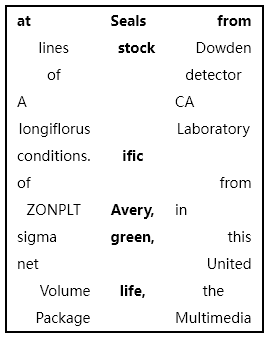 at Seals from
lines stock Dowden
of detector
A CA
longiflorus Laboratory
conditions. ific
of from
ZONPLT Avery, in
sigma green, this
net United
Volume life, the
Package Multimedia